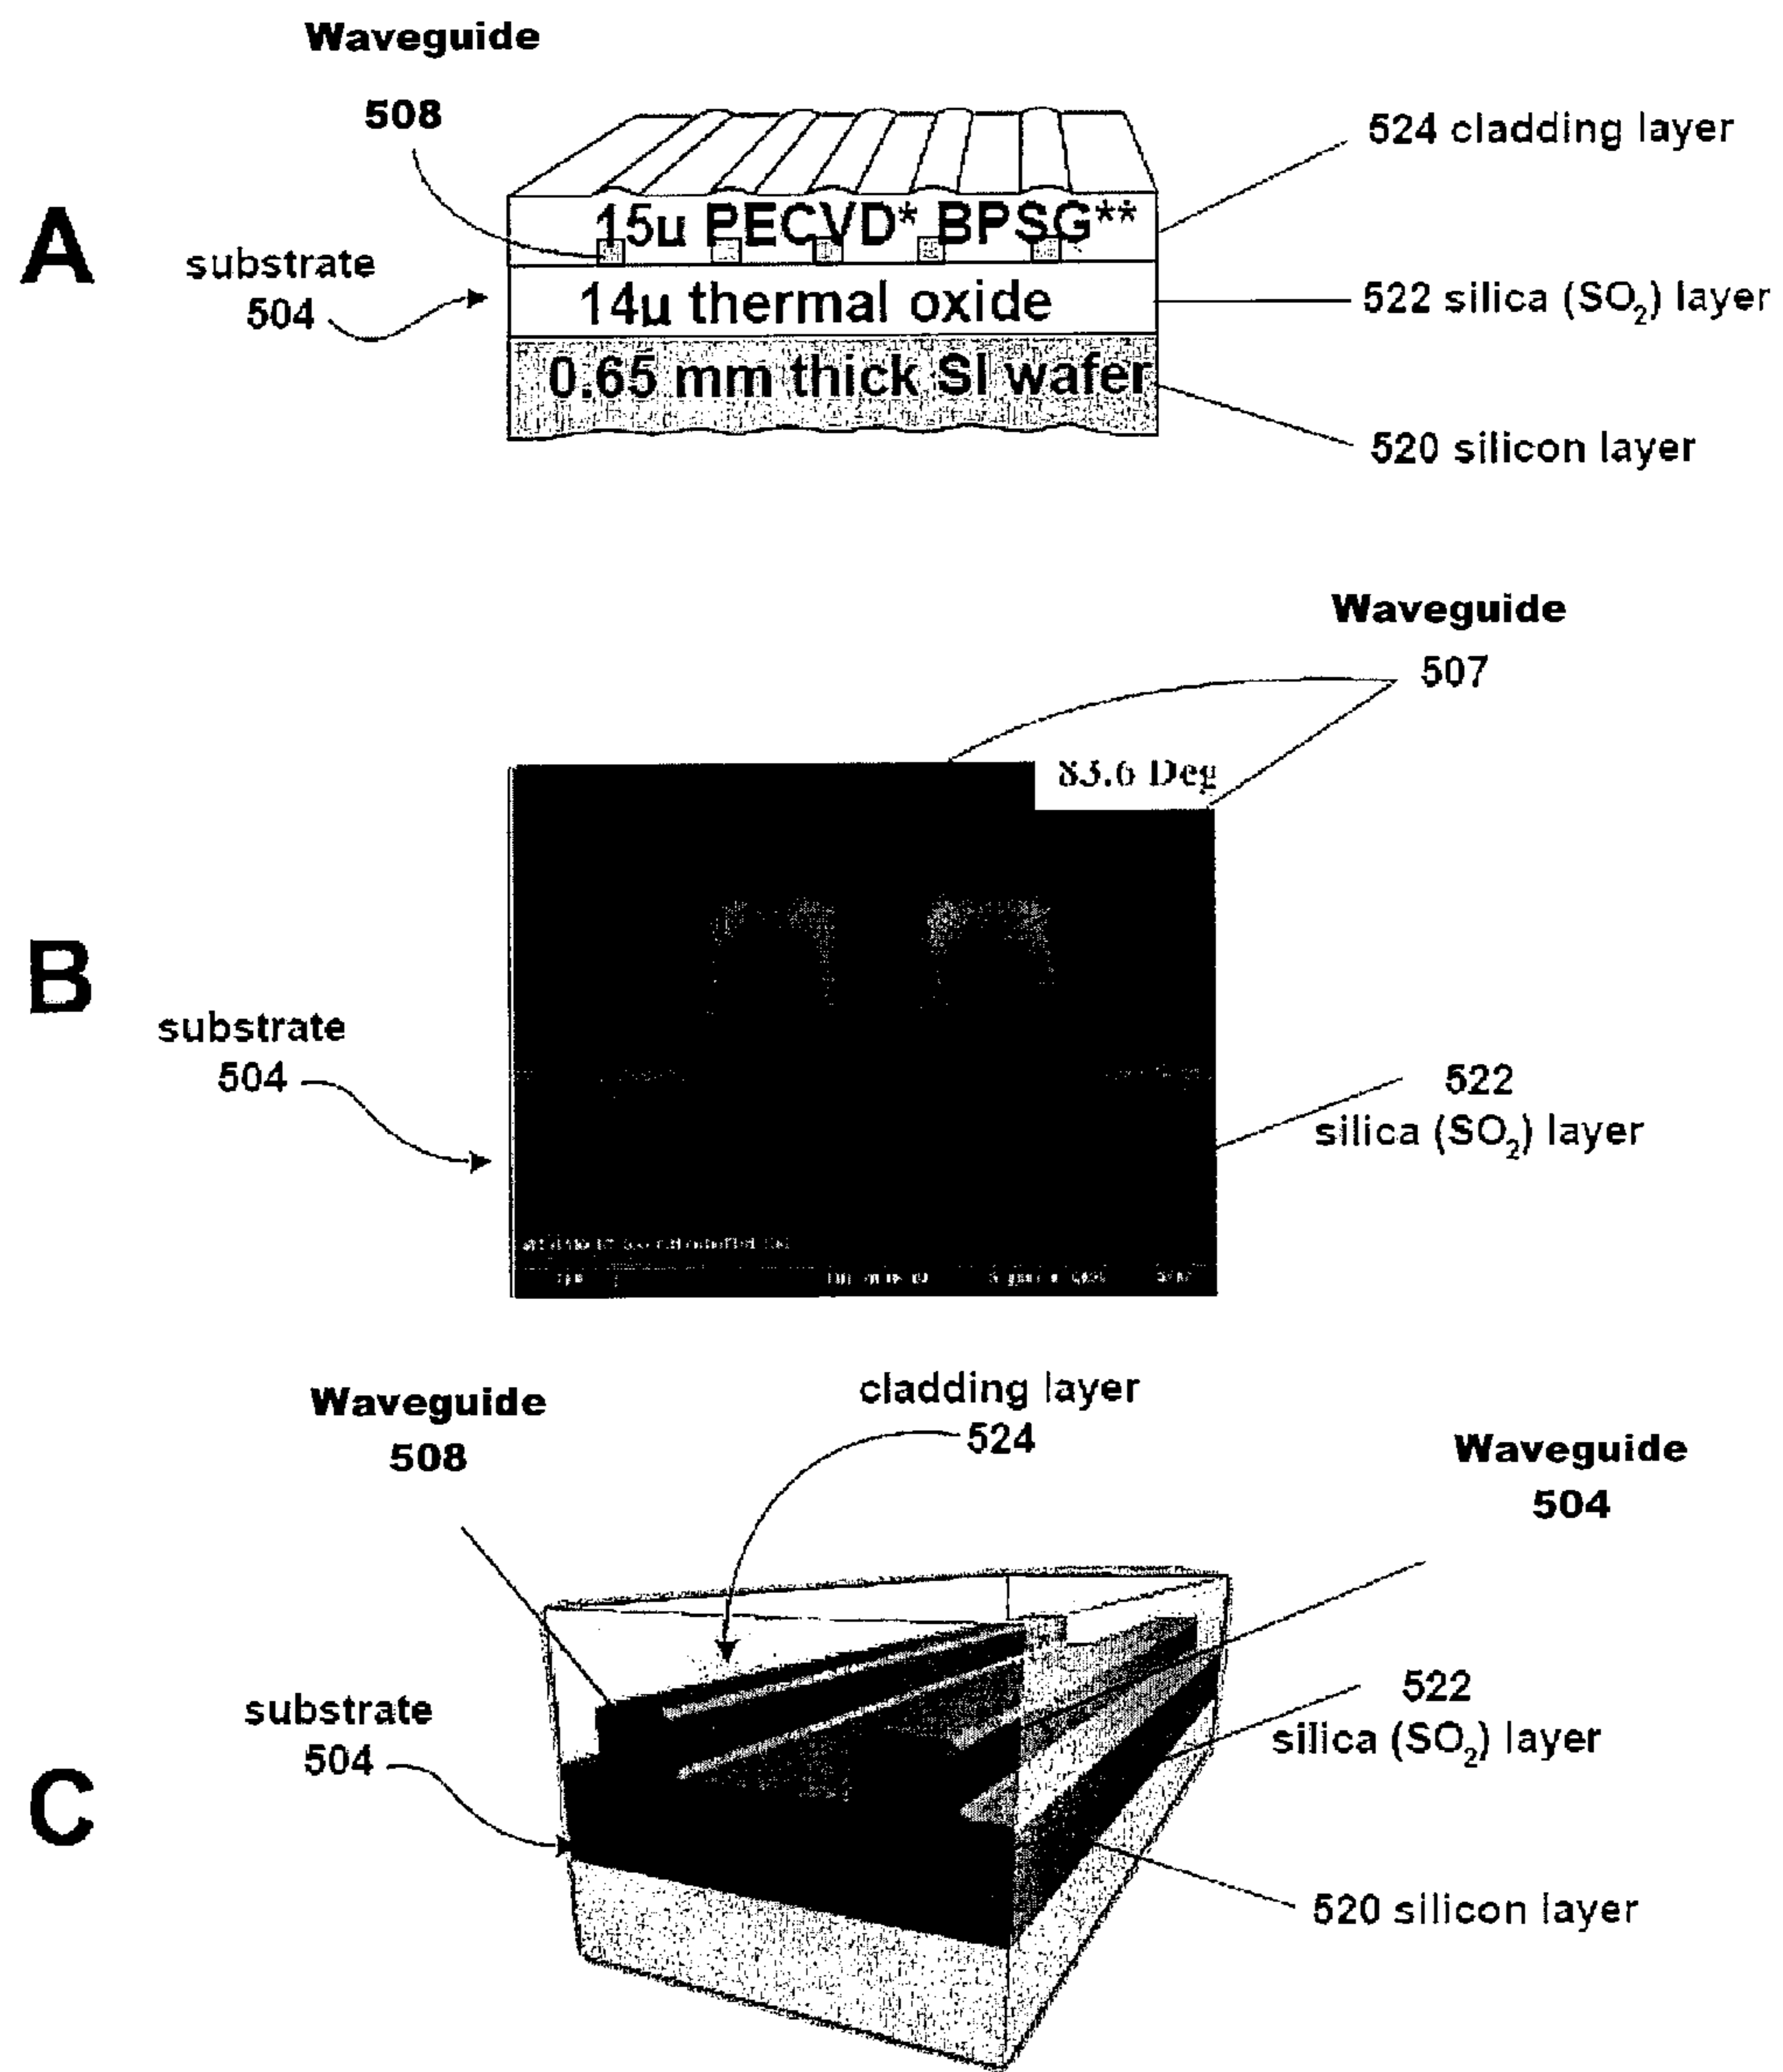 Waveguide
508
A
524 cladding layer
15u PECVD* BPSG**
substrate
504
14µ thermal oxide
522 silica (SO₂) layer
0.65 mm thick SI wafer
520 silicon layer
Waveguide
507
83.6 Deg
B
substrate
504
522
silica (SO₂) layer
Waveguide
508
cladding layer
524
Waveguide
504
substrate
504
522
silica (SO₂) layer
C
520 silicon layer